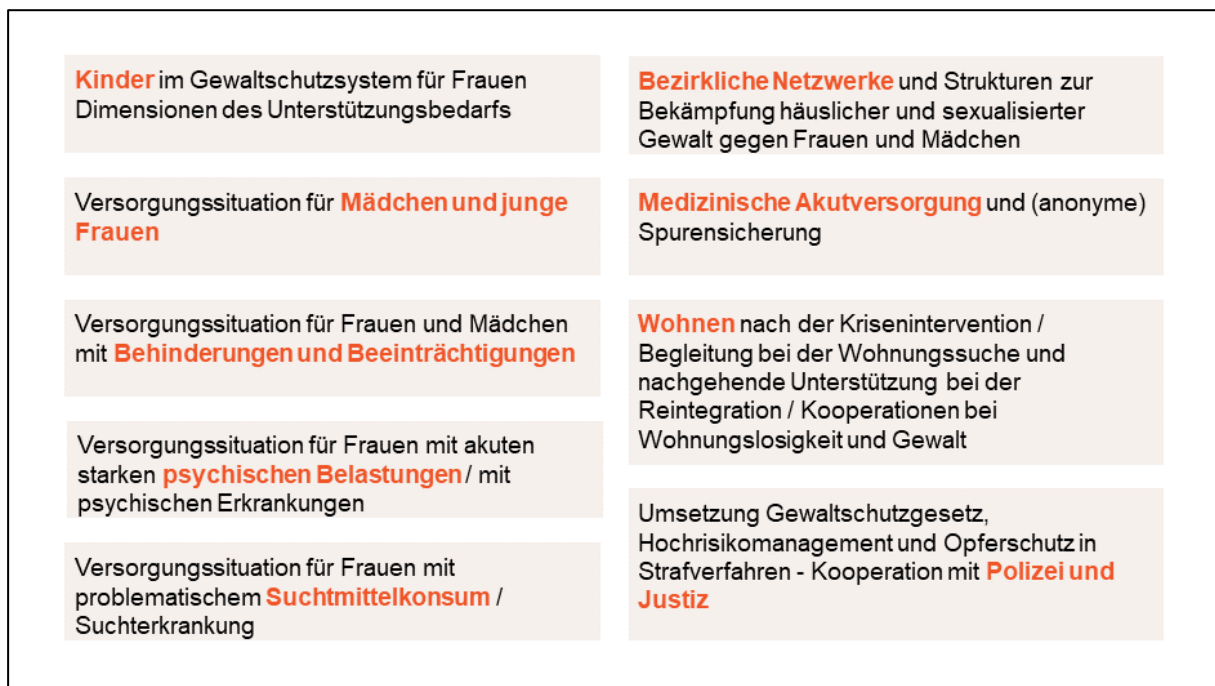 Kinder im Gewaltschutzsystem für Frauen
Dimensionen des Unterstützungsbedarfs
Versorgungssituation für Mädchen und junge
Frauen
Versorgungssituation für Frauen und Mädchen
mit Behinderungen und Beeinträchtigungen
Versorgungssituation für Frauen mit akuten
starken psychischen Belastungen / mit
psychischen Erkrankungen
Versorgungssituation für Frauen mit
problematischem Suchtmittelkonsum /
Suchterkrankung
Bezirkliche Netzwerke und Strukturen zur
Bekämpfung häuslicher und sexualisierter
Gewalt gegen Frauen und Mädchen
Medizinische Akutversorgung und (anonyme)
Spurensicherung
Wohnen nach der Krisenintervention /
Begleitung bei der Wohnungssuche und
nachgehende Unterstützung bei der
Reintegration / Kooperationen bei
Wohnungslosigkeit und Gewalt
Umsetzung Gewaltschutzgesetz,
Hochrisikomanagement und Opferschutz in
Strafverfahren - Kooperation mit Polizei und
Justiz